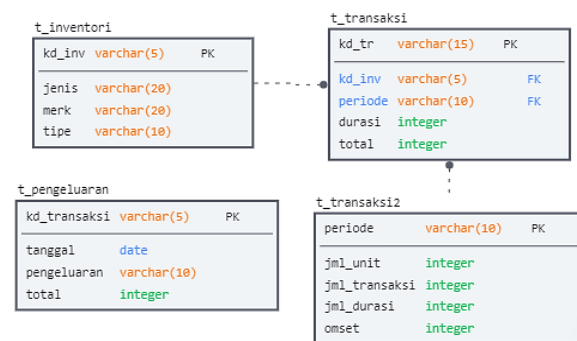 t_inventori
kd_inv varchar(5) PK
jenis varchar(20)
merk varchar(20)
tipe varchar(10)
t_transaksi
kd_tr varchar(15) PK
kd_inv varchar(5) FK
periode varchar(10) FK
durasi integer
total integer
t_pengeluaran
kd_transaksi varchar(5) PK
tanggal date
pengeluaran varchar(10)
total integer
t_transaksi2
periode varchar(10) PK
jml_unit integer
jml_transaksi integer
jml_durasi integer
omset integer